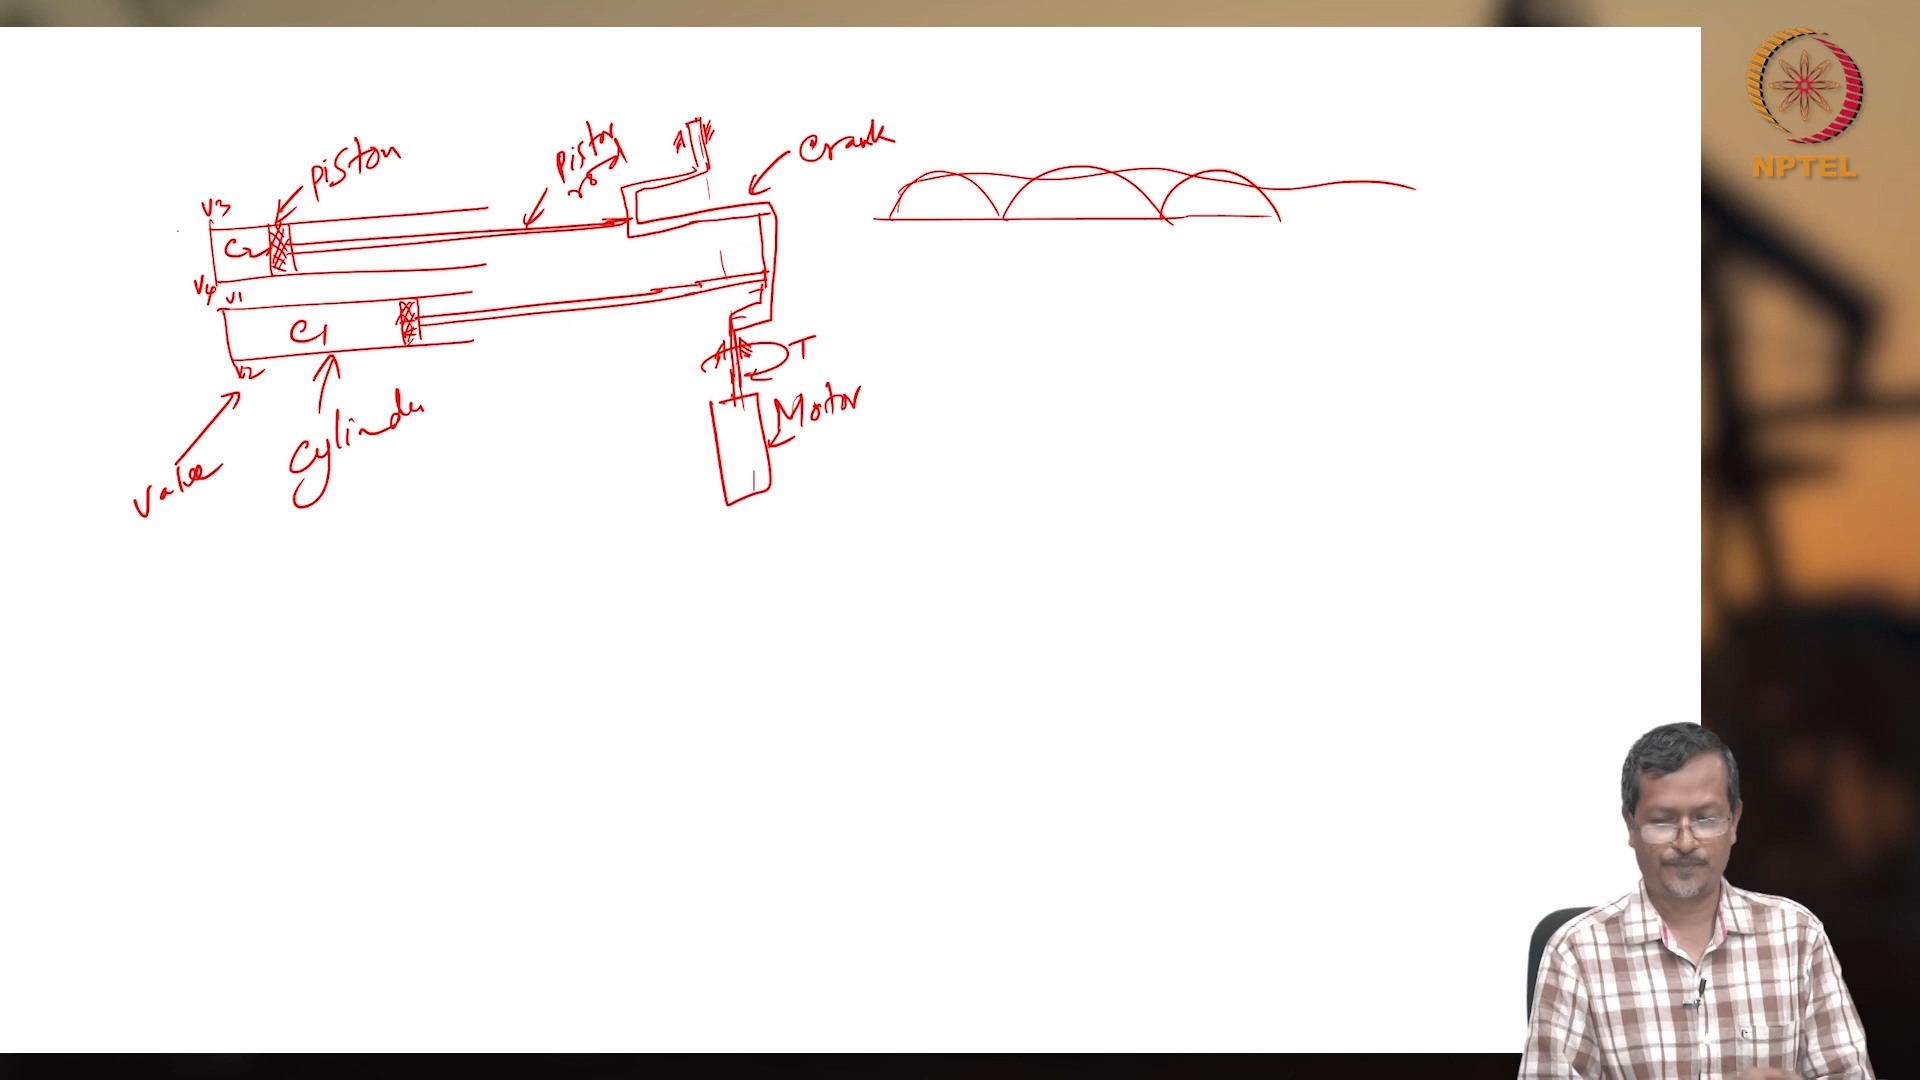 piston
piston
rod
Crank
V3
C2
V4
V1
C1
V2
T
Motor
Cylinder
Valve
NPTEL